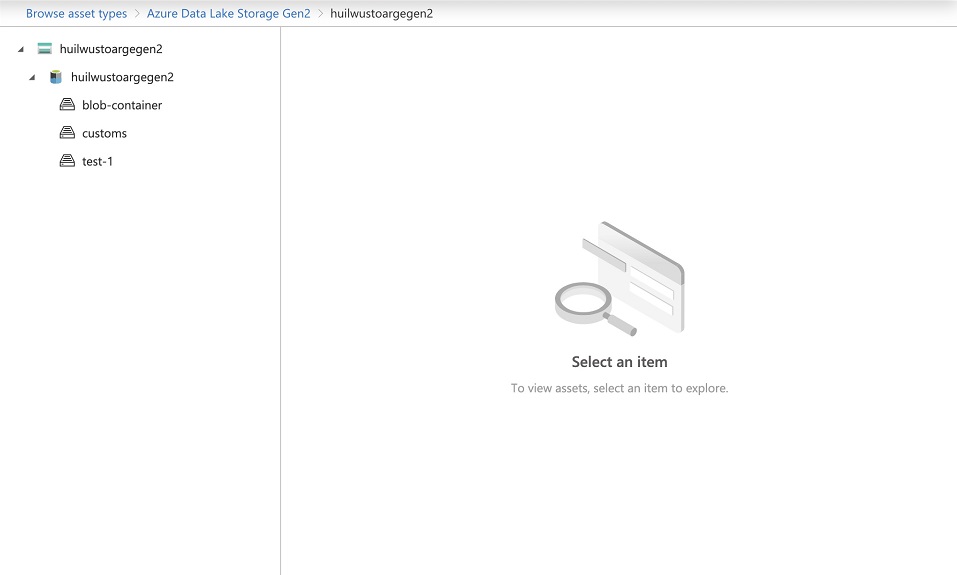 Browse asset types > Azure Data Lake Storage Gen2 > huilwustoargegen2
huilwustoargegen2
huilwustoargegen2
blob-container
customs
test-1
Select an item
To view assets, select an item to explore.